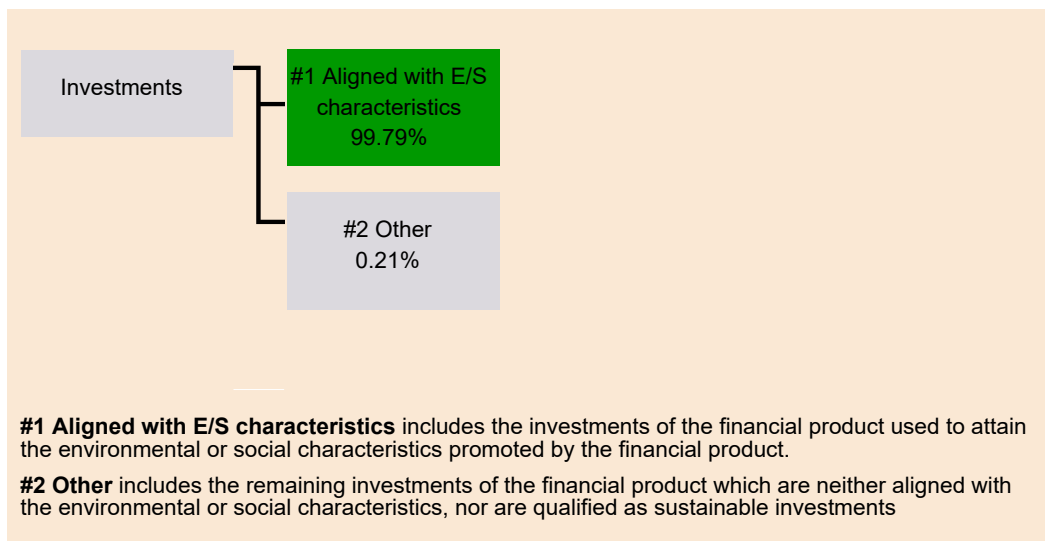 Investments
#1 Aligned with E/S
characteristics
99.79%
#2 Other
0.21%
#1 Aligned with E/S characteristics includes the investments of the financial product used to attain
the environmental or social characteristics promoted by the financial product.
#2 Other includes the remaining investments of the financial product which are neither aligned with
the environmental or social characteristics, nor are qualified as sustainable investments